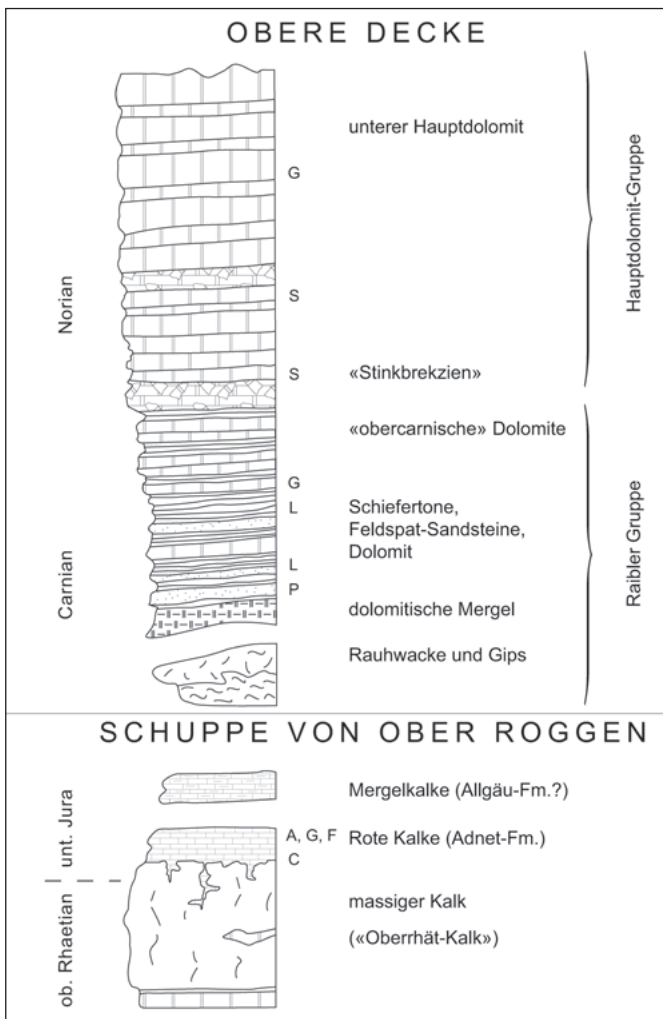 OBERE DECKE
unterer Hauptdolomit
G
Hauptdolomit-Gruppe
Norian
S
S
«Stinkbrekzien»
«obercarnische» Dolomite
G
L
Schiefertone,
Feldspat-Sandsteine,
Dolomit
Raibler Gruppe
Carnian
L
P
dolomitische Mergel
Rauhwacke und Gips
SCHUPPE VON OBER ROGGEN
Mergelkalke (Allgäu-Fm.?)
unt. Jura
A, G, F
Rote Kalke (Adnet-Fm.)
C
massiger Kalk
(«Oberrhät-Kalk»)
ob. Rhaetian